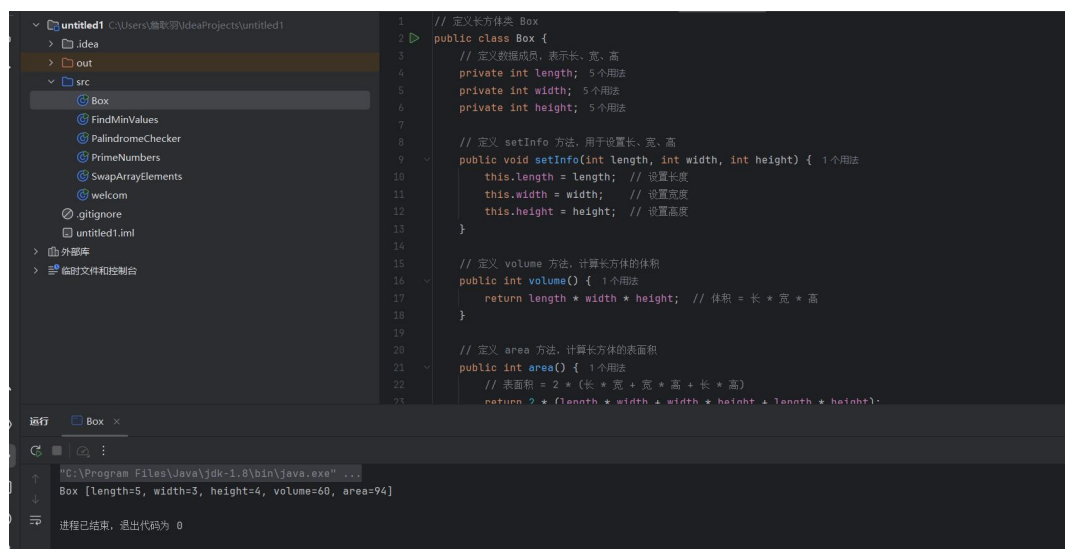 untitled1 C:\Users\詹耿羽\IdeaProjects\untitled1
.idea
out
src
Box
FindMinValues
PalindromeChecker
PrimeNumbers
SwapArrayElements
welcom
.gitignore
untitled1.iml
外部库
临时文件和控制台
1 // 定义长方体类 Box
2 public class Box {
3 // 定义数据成员，表示长、宽、高
4 private int length; 5个用法
5 private int width; 5个用法
6 private int height; 5个用法
7
8 // 定义 setInfo 方法，用于设置长、宽、高
9 public void setInfo(int length, int width, int height) { 1个用法
10 this.length = length; // 设置长度
11 this.width = width; // 设置宽度
12 this.height = height; // 设置高度
13 }
14
15 // 定义 volume 方法，计算长方体的体积
16 public int volume() { 1个用法
17 return length * width * height; // 体积 = 长 * 宽 * 高
18 }
19
20 // 定义 area 方法，计算长方体的表面积
21 public int area() { 1个用法
22 // 表面积 = 2 * (长 * 宽 + 宽 * 高 + 长 * 高)
23 return 2 * (length * width + width * height + length * height);
运行 Box
"C:\Program Files\Java\jdk-1.8\bin\java.exe" ...
Box [length=5, width=3, height=4, volume=60, area=94]
进程已结束，退出代码为 0